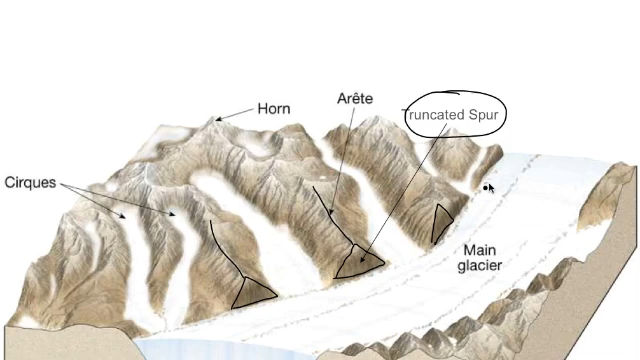 Horn
Arête
Truncated Spur
Cirques
Main
glacier